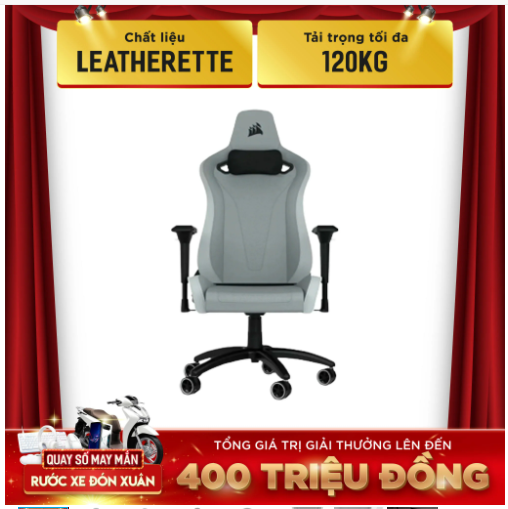 Chất liệu
LEATHERETTE
Tải trọng tối đa
120KG
TỔNG GIÁ TRỊ GIẢI THƯỞNG LÊN ĐẾN
QUAY SỐ MAY MẮN
RƯỚC XE ĐÓN XUÂN
400 TRIỆU ĐỒNG